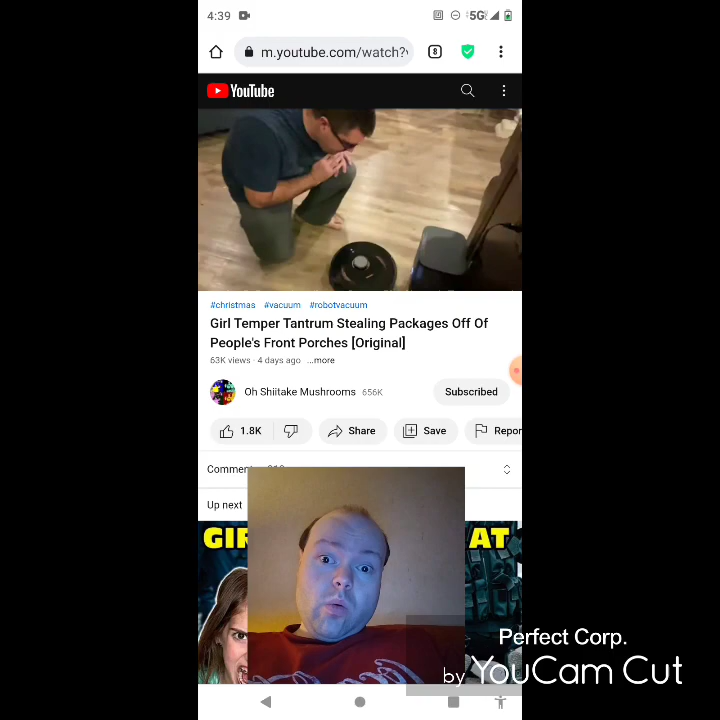 4:39
5G
m.youtube.com/watch?v
8
YouTube
#christmas #vacuum #robotvacuum
Girl Temper Tantrum Stealing Packages Off Of
People's Front Porches [Original]
63K views · 4 days ago ...more
Oh Shiitake Mushrooms 656K
Subscribed
1.8K
Share
Save
Repor
Commen
Up next
GIR
AT
Perfect Corp.
by YouCam Cut